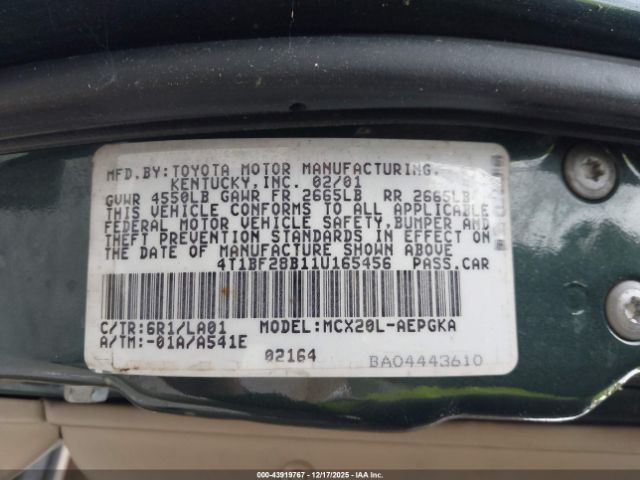 MFD.BY:TOYOTA MOTOR MANUFACTURING,
KENTUCKY,INC. 02/01
GVWR 4550LB GAWR FR 2665LB RR 2665LB
THIS VEHICLE CONFORMS TO ALL APPLICABLE
FEDERAL MOTOR VEHICLE SAFETY,BUMPER,AND
THEFT PREVENTION STANDARDS IN EFFECT ON
THE DATE OF MANUFACTURE SHOWN ABOVE
4T1BF28B11U165456 PASS.CAR
C/TR:6R1/LA01 MODEL:MCX20L-AEPGKA
A/TM:-01A/A541E
02164 BA04443610
000-43919767 - 12/17/2025 - IAAI.COM